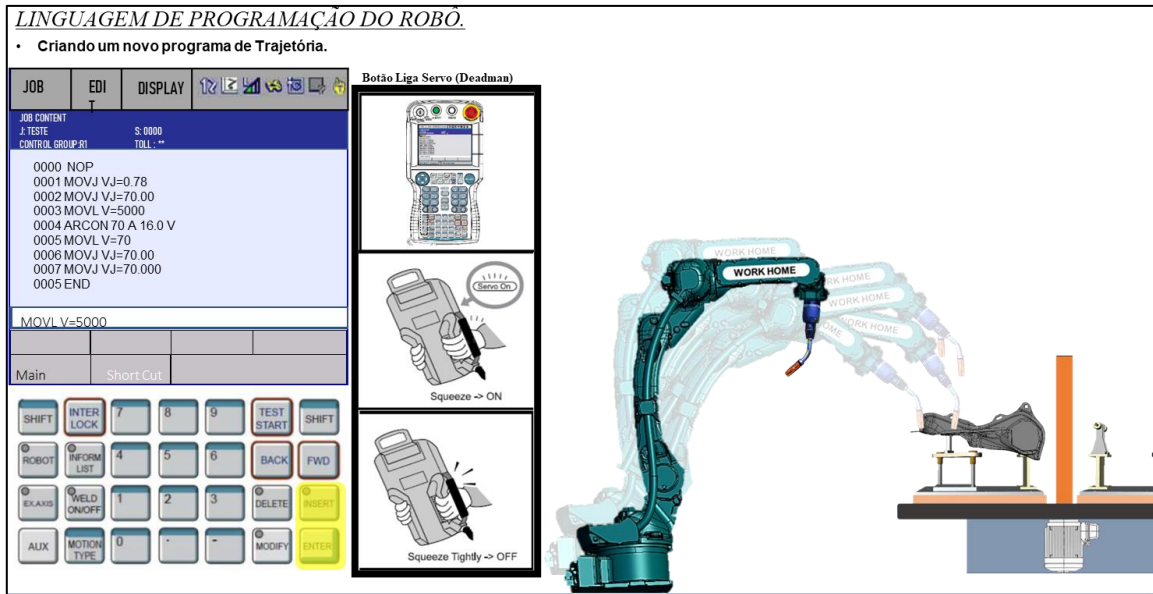 LINGUAGEM DE PROGRAMAÇÃO DO ROBÔ.
• Criando um novo programa de Trajetória.
JOB
EDI
T
DISPLAY
JOB CONTENT
J: TESTE S: 0000
CONTROL GROUP:R1 TOLL : **
0000 NOP
0001 MOVJ VJ=0.78
0002 MOVJ VJ=70.00
0003 MOVL V=5000
0004 ARCON 70 A 16.0 V
0005 MOVL V=70
0006 MOVJ VJ=70.00
0007 MOVJ VJ=70.000
0005 END
MOVL V=5000
Main Short Cut
SHIFT INTER LOCK 7 8 9 TEST START SHIFT
ROBOT INFORM LIST 4 5 6 BACK FWD
EX.AXIS WELD ON/OFF 1 2 3 DELETE INSERT
AUX MOTION TYPE 0 . - MODIFY ENTER
Botão Liga Servo (Deadman)
Servo On
Squeeze -> ON
Squeeze Tightly -> OFF
WORK HOME
WORK HOME
RK HOME
WORK HOME
ORK HOME